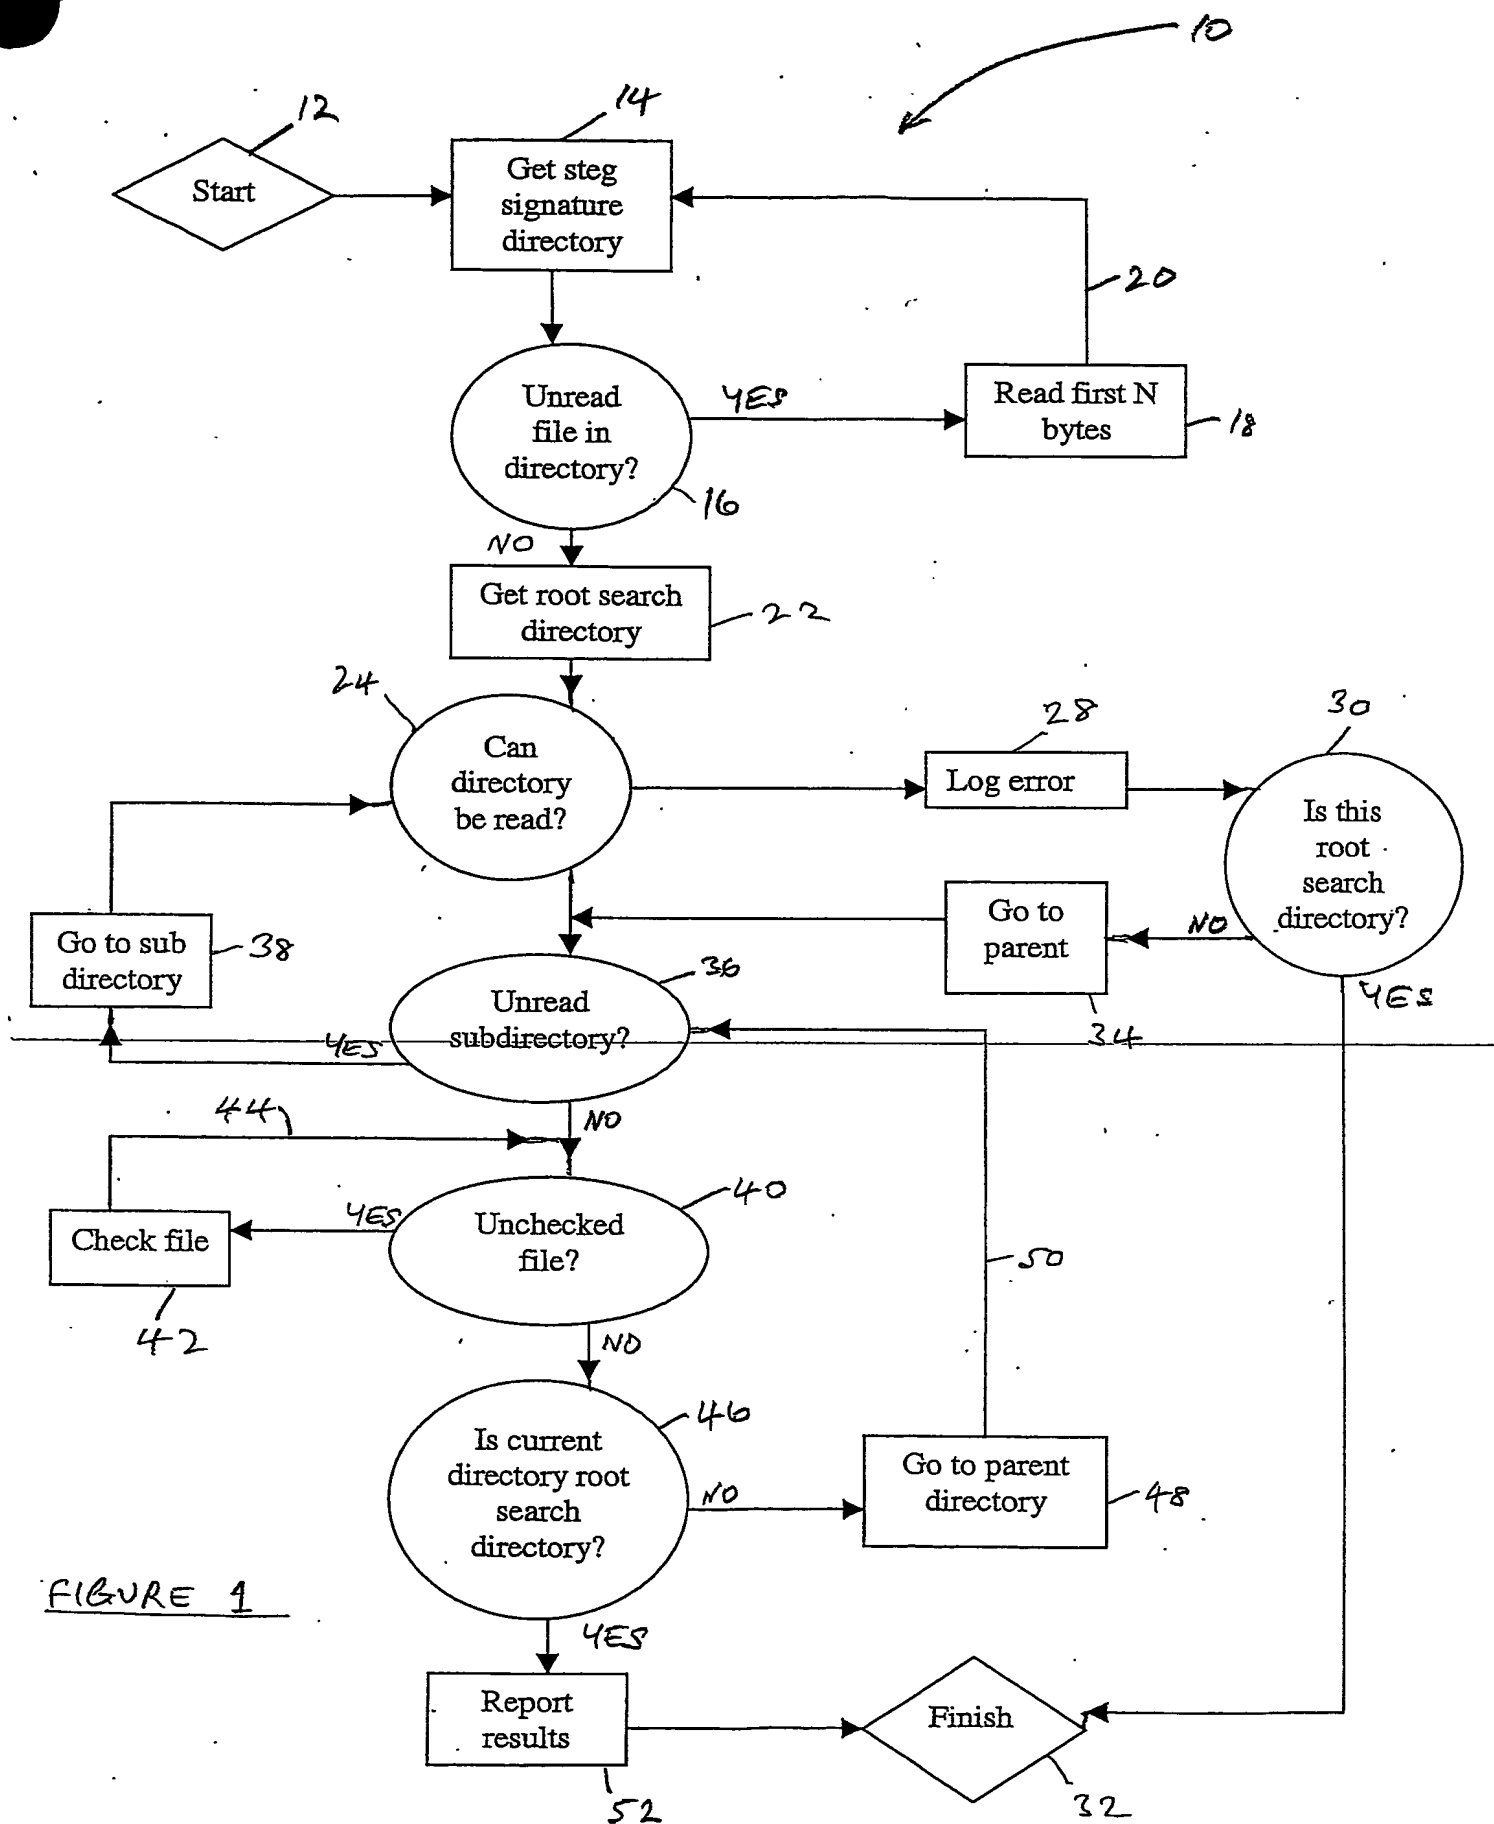 10
12
14
Start
Get steg
signature
directory
20
Unread
file in
directory?
YES
Read first N
bytes
18
16
NO
Get root search
directory
22
24
Can
directory
be read?
28
Log error
30
Is this
root
search
directory?
Go to
parent
NO
34
YES
Go to sub
directory
38
36
Unread
subdirectory?
YES
NO
44
40
Unchecked
file?
YES
Check file
42
50
NO
46
Is current
directory root
search
directory?
NO
Go to parent
directory
48
FIGURE 1
YES
Report
results
52
Finish
32